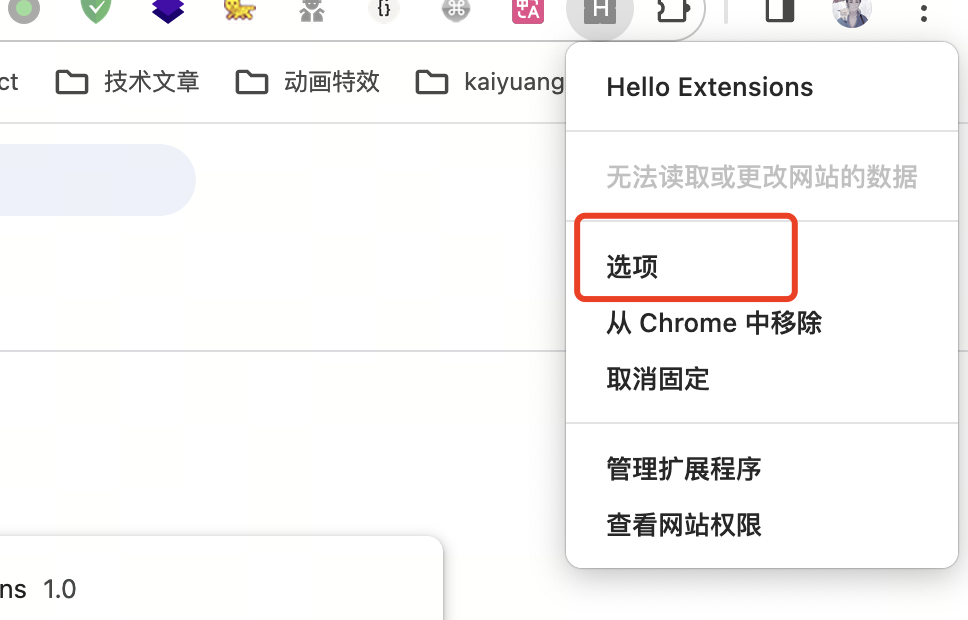 {}
⌘
中A
H
ct 技术文章 动画特效 kaiyuang
Hello Extensions
无法读取或更改网站的数据
选项
从 Chrome 中移除
取消固定
管理扩展程序
查看网站权限
ns 1.0